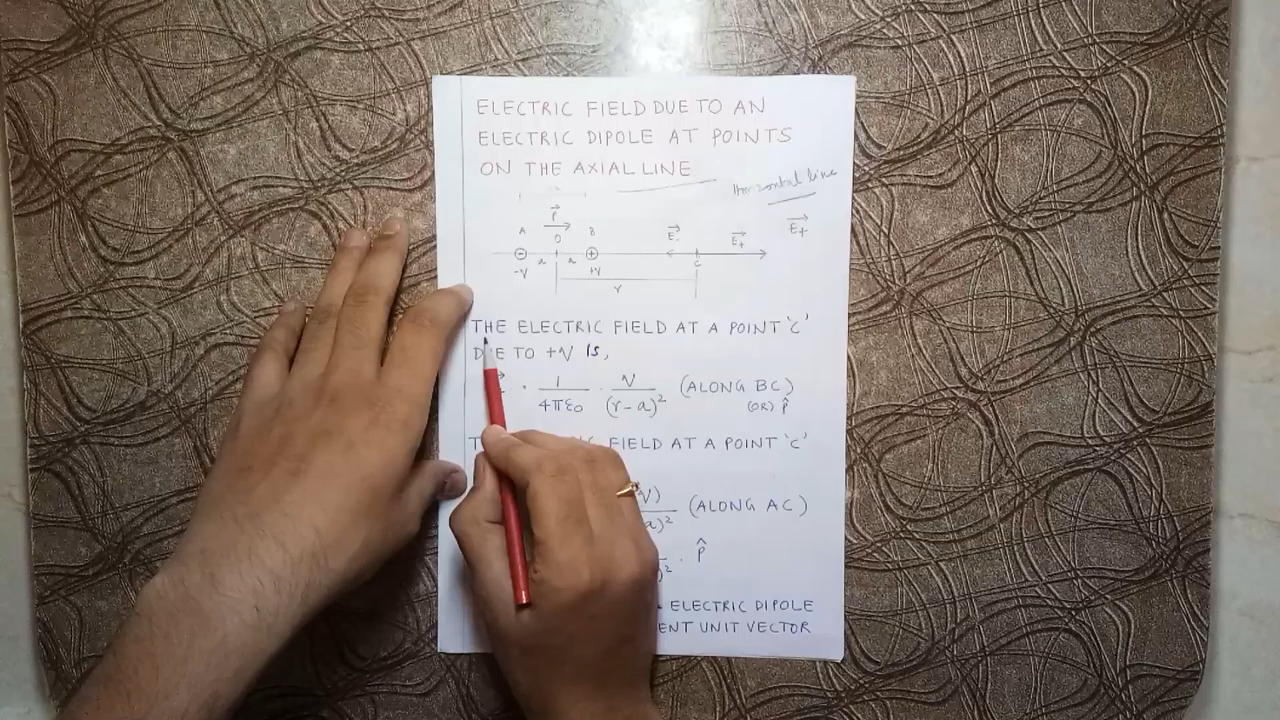 ELECTRIC FIELD DUE TO AN
ELECTRIC DIPOLE AT POINTS
ON THE AXIAL LINE
Horizontal line
P
A O B E- E+ E+
a a C
-V +V
r
THE ELECTRIC FIELD AT A POINT 'C'
DUE TO +V IS,
1/4πε0 · V/(r-a)² (ALONG BC)
(OR) p̂
FIELD AT A POINT 'C'
V)/a)² (ALONG AC)
)² · p̂
ELECTRIC DIPOLE
UNIT VECTOR